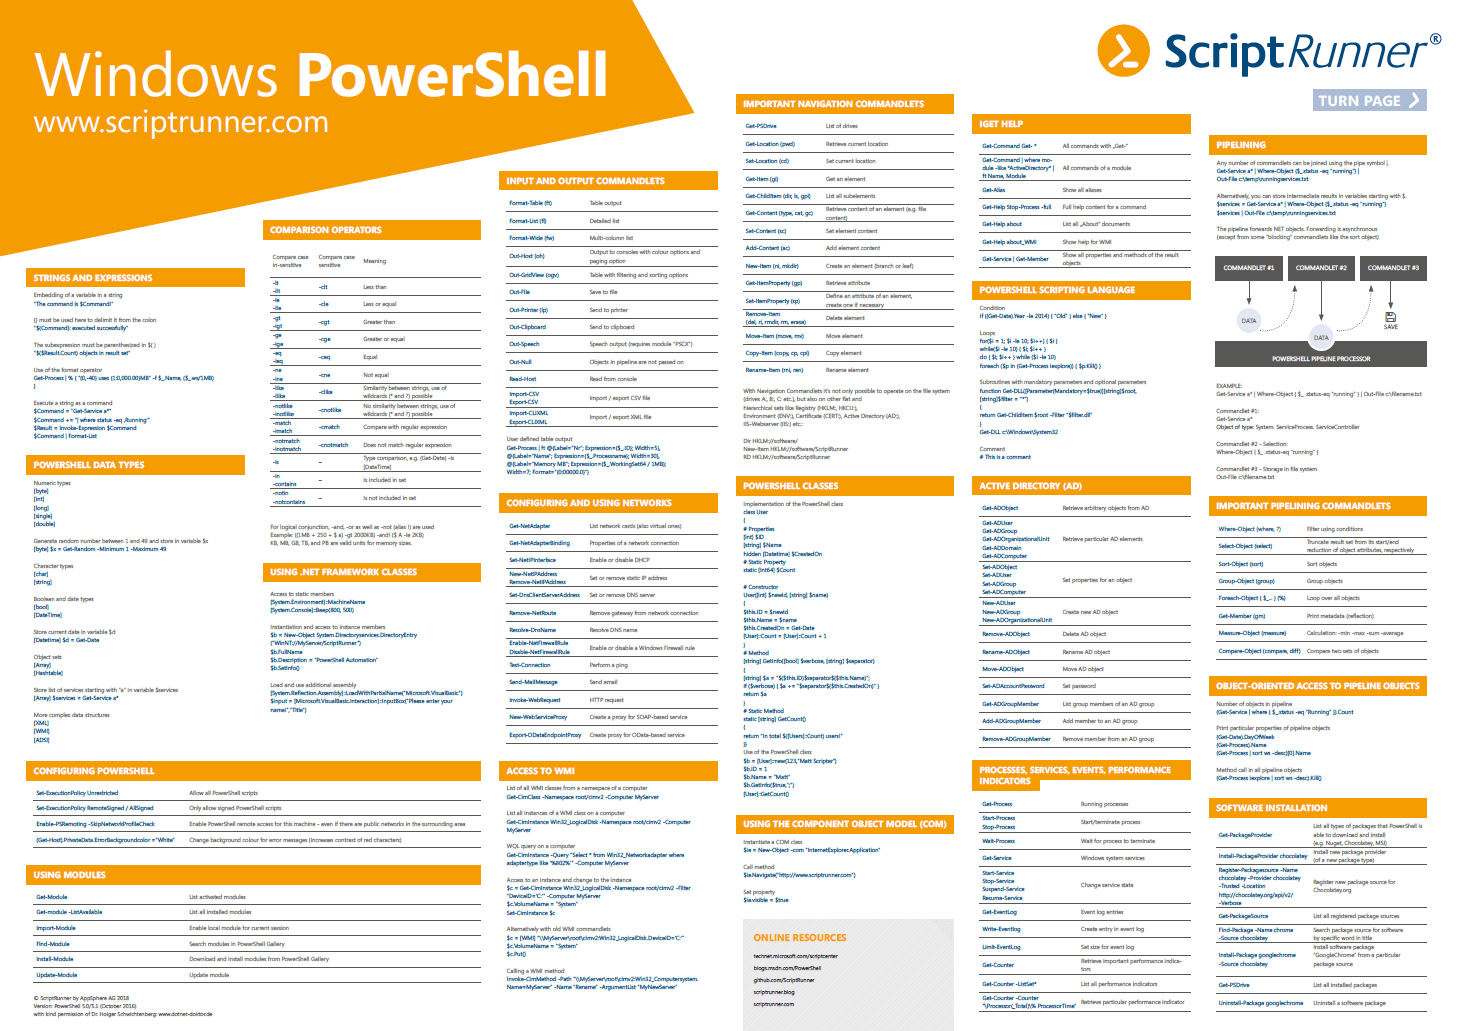 Windows PowerShell
www.scriptrunner.com
ScriptRunner®
TURN PAGE
STRINGS AND EXPRESSIONS
Embedding of a variable in a string
"The command is $Command!"
() must be used here to delimit it from the colon
"$(Command): executed successfully"
The subexpression must be parenthesized in $( )
"$($Result.Count) objects in result set"
Use of the format operator
Execute a string as a command
$Command = "Get-Service a*"
$Result = Invoke-Expression $Command
$Command | Format-List
POWERSHELL DATA TYPES
Numeric types
[byte]
[int]
[long]
[single]
[double]
Generate random number between 1 and 49 and store in variable $x
[byte] $x = Get-Random -Minimum 1 -Maximum 49
Character types
[char]
[string]
Boolean and date types
[bool]
[DateTime]
Store current date in variable $d
[Datetime] $d = Get-Date
Object sets
[Array]
[Hashtable]
Store list of services starting with "a" in variable $services
[Array] $services = Get-Service a*
More complex data structures
[XML]
[WMI]
[ADSI]
CONFIGURING POWERSHELL
Set-ExecutionPolicy Unrestricted Allow all PowerShell scripts
Set-ExecutionPolicy RemoteSigned / AllSigned Only allow signed PowerShell scripts
Enable-PSRemoting -SkipNetworkProfileCheck Enable PowerShell remote access for this machine – even if there are public networks in the surrounding area
(Get-Host).PrivateData.ErrorBackgroundcolor = "White" Change background colour for error messages (increases contrast of red characters)
USING MODULES
Get-Module List activated modules
Get-module -ListAvailable List all installed modules
Import-Module Enable local module for current session
Find-Module Search modules in PowerShell Gallery
Install-Module Download and install modules from PowerShell Gallery
Update-Module Update module
© ScriptRunner by AppSphere AG 2018
Version: PowerShell 5.0/5.1 (October 2016)
with kind permission of Dr. Holger Schwichtenberg: www.dotnet-doktor.de
COMPARISON OPERATORS
Compare case in-sensitive Compare case sensitive Meaning
-lt
-ilt -clt Less than
-le
-ile -cle Less or equal
-gt
-igt -cgt Greater than
-ge
-ige -cge Greater or equal
-eq
-ieq -ceq Equal
-ne
-ine -cne Not equal
-like
-ilike -clike Similarity between strings, use of
wildcards (* and ?) possible
-notlike
-inotlike -cnotlike No similarity between strings, use of
wildcards (* and ?) possible
-match
-imatch -cmatch Compare with regular expression
-notmatch
-inotmatch -cnotmatch Does not match regular expression
-is – Type comparison, e.g. (Get-Date) -is
[DateTime]
-in
-contains – Is included in set
-notin
-notcontains – Is not included in set
For logical conjunction, -and, -or as well as -not (alias !) are used
Example: ((1MB + 250 + $ a) -gt 2000KB) -and! ($ A -le 2KB)
KB, MB, GB, TB, and PB are valid units for memory sizes.
USING .NET FRAMEWORK CLASSES
Access to static members
[System.Environment]::MachineName
[System.Console]::Beep(800, 500)
Instantiation and access to instance members
$b = New-Object System.Directoryservices.DirectoryEntry
("WinNT://MyServer/ScriptRunner")
$b.FullName
$b.Description = "PowerShell Automation"
$b.SetInfo()
Load end use additional assembly
[System.Reflection.Assembly]::LoadWithPartialName("Microsoft.VisualBasic")
$input = [Microsoft.VisualBasic.Interaction]::InputBox("Please enter your
name!","Title")
INPUT AND OUTPUT COMMANDLETS
Format-Table (ft) Table output
Format-List (fl) Detailed list
Format-Wide (fw) Multi-column list
Out-Host (oh) Output to consoles with colour options and
paging option
Out-GridView (ogv) Table with filtering and sorting options
Out-File Save to file
Out-Printer (lp) Send to printer
Out-Clipboard Send to clipboard
Out-Speech Speech output (requires module "PSCX")
Out-Null Objects in pipeline are not passed on
Read-Host Read from console
Import-CSV
Export-CSV Import / export CSV file
Import-CLIXML
Export-CLIXML Import / export XML file
User defined table output
Get-Process | ft @{Label="Nr"; Expression={$_.ID}; Width=5},
@{Label="Name"; Expression={$_.Processname}; Width=30},
@{Label="Memory MB"; Expression={$_.WorkingSet64 / 1MB};
Width=7; Format="{0:00000.0}"}
CONFIGURING AND USING NETWORKS
Get-NetAdapter List network cards (also virtual ones)
Get-NetAdapterBinding Properties of a network connection
Set-NetIPInterface Enable or disable DHCP
New-NetIPAddress
Remove-NetIPAddress Set or remove static IP address
Set-DnsClientServerAddress Set or remove DNS server
Remove-NetRoute Remove gateway from network connection
Resolve-DnsName Resolve DNS name
Enable-NetFirewallRule
Disable-NetFirewallRule Enable or disable a Windows Firewall rule
Test-Connection Perform a ping
Send-MailMessage Send email
Invoke-WebRequest HTTP request
New-WebServiceProxy Create a proxy for SOAP-based service
Export-ODataEndpointProxy Create proxy for OData-based service
ACCESS TO WMI
List of all WMI classes from a namespace of a computer
Get-CimClass -Namespace root/cimv2 -Computer MyServer
List all instances of a WMI class on a computer
Get-CimInstance Win32_LogicalDisk -Namespace root/cimv2 -Computer
MyServer
WQL query on a computer
Get-CimInstance -Query "Select * from Win32_Networkadapter where
adaptertype like '%802%'" -Computer MyServer
Access to an instance and change to the instance
$c = Get-CimInstance Win32_LogicalDisk -Namespace root/cimv2 -Filter
"DeviceID='C:'" -Computer MyServer
$c.VolumeName = "System"
Set-CimInstance $c
Alternatively with old WMI commandlets
$c = [WMI] "\\MyServer\root\cimv2:Win32_LogicalDisk.DeviceID='C:'"
$c.VolumeName = "System"
$c.Put()
Calling a WMI method
Invoke-CimMethod -Path "\\MyServer\root\cimv2:Win32_Computersystem.
Name=MyServer" -Name "Rename" -ArgumentList "MyNewServer"
IMPORTANT NAVIGATION COMMANDLETS
Get-PSDrive List of drives
Get-Location (pwd) Retrieve current location
Set-Location (cd) Set current location
Get-Item (gi) Get an element
Get-ChildItem (dir, ls, gpi) List all subelements
Get-Content (type, cat, gc) Retrieve content of an element (e.g. file
content)
Set-Content (sc) Set element content
Add-Content (ac) Add element content
New-Item (ni, mkdir) Create an element (branch or leaf)
Get-ItemProperty (gp) Retrieve attribute
Set-ItemProperty (sp) Define an attribute of an element,
create one if necessary
Remove-Item
(del, ri, rmdir, rm, erase) Delete element
Move-Item (move, mv) Move element
Copy-Item (copy, cp, cpi) Copy element
Rename-Item (rni, ren) Rename element
With Navigation Commandlets it's not only possible to operate on the file system
(drives A:, B:, C: etc.), but also on other flat and
hierarchical sets like Registry (HKLM:, HKCU:),
Environment (ENV:), Certificate (CERT:), Active Directory (AD:),
IIS-Webserver (IIS:) etc.:
Dir HKLM://software/
New-Item HKLM://software/ScriptRunner
RD HKLM://software/ScriptRunner
POWERSHELL CLASSES
Implementation of the PowerShell class
class User
{
# Properties
[int] $ID
[string] $Name
hidden [Datetime] $CreatedOn
# Static Property
static [Int64] $Count
# Constructor
User([int] $newid, [string] $name)
{
$this.ID = $newid
$this.Name = $name
$this.CreatedOn = Get-Date
[User]::Count = [User]::Count + 1
}
# Method
[string] GetInfo([bool] $verbose, [string] $separator)
{
[string] $a = "$($this.ID)$separator$($this.Name)";
if ($verbose) { $a += "$separator$($this.CreatedOn)" }
return $a
}
# Static Method
static [string] GetCount()
{
return "In total $([Users]::Count) users!"
}}
Use of the PowerShell class
$b = [User]::new(123,"Matt Scripter")
$b.ID = 1
$b.Name = "Matt"
$b.GetInfo($true,";")
[User]::GetCount()
USING THE COMPONENT OBJECT MODEL (COM)
Instantiate a COM class
$ie = New-Object -com "InternetExplorer.Application"
Call method
$ie.Navigate("http://www.scriptrunner.com")
Set property
$ie.visible = $true
ONLINE RESOURCES
technet.microsoft.com/scriptcenter
blogs.msdn.com/PowerShell
github.com/ScriptRunner
scriptrunner.blog
scriptrunner.com
IGET HELP
Get-Command Get- * All commands with „Get-"
Get-Command | where mo-
dule -like *ActiveDirectory* |
ft Name, Module All commands of a module
Get-Alias Show all aliases
Get-Help Stop-Process -full Full help content for a command
Get-Help about List all „About" documents
Get-Help about_WMI Show help for WMI
Get-Service | Get-Member Show all properties and methods of the result
objects
POWERSHELL SCRIPTING LANGUAGE
Condition
if ((Get-Date).Year -le 2014) { "Old" } else { "New" }
Loops
for($i = 1; $i -le 10; $i++) { $i }
while($i -le 10) { $i; $i++ }
do { $i; $i++ } while ($i -le 10)
foreach ($p in (Get-Process iexplore)) { $p.Kill() }
Subroutines with mandatory parameters and optional parameters
function Get-DLL([Parameter(Mandatory=$true)][string]$root,
[string]$filter = "*")
{
return Get-ChildItem $root -Filter "$filter.dll"
}
Get-DLL c:\Windows\System32
Comment
# This is a comment
ACTIVE DIRECTORY (AD)
Get-ADObject Retrieve arbitrary objects from AD
Get-ADUser
Get-ADGroup
Get-ADOrganizationalUnit
Get-ADDomain
Get-ADComputer Retrieve particular AD elements
Set-ADObject
Set-ADUser
Set-ADGroup
Set-ADComputer Set properties for an object
New-ADUser
New-ADGroup
New-ADOrganizationalUnit Create new AD object
Remove-ADObject Delete AD object
Rename-ADObject Rename AD object
Move-ADObject Move AD object
Set-ADAccountPassword Set password
Get-ADGroupMember List group members of an AD group
Add-ADGroupMember Add member to an AD group
Remove-ADGroupMember Remove member from an AD group
PROCESSES, SERVICES, EVENTS, PERFORMANCE
INDICATORS
Get-Process Running processes
Start-Process
Stop-Process Start/terminate process
Wait-Process Wait for process to terminate
Get-Service Windows system services
Start-Service
Stop-Service
Suspend-Service
Resume-Service Change service state
Get-EventLog Event log entries
Write-EventLog Create entry in event log
Limit-EventLog Set size for event log
Get-Counter Retrieve important performance indica-
tors
Get-Counter -ListSet* List all performance indicators
Get-Counter -Counter
"\Processor(_Total)\% ProcessorTime" Retrieve particular performance indicator
PIPELINING
Any number of commandlets can be joined using the pipe symbol |.
Get-Service a* | Where-Object {$_.status -eq "running"} |
Out-File c:\temp\runningservices.txt
Alternatively, you can store intermediate results in variables starting with $.
$services = Get-Service a* | Where-Object {$_.status -eq "running"}
$services | Out-File c:\temp\runningservices.txt
The pipeline forwards .NET objects. Forwarding is asynchronous
(except from some "blocking" commandlets like the sort object)
COMMANDLET #1 COMMANDLET #2 COMMANDLET #3
DATA
DATA
SAVE
POWERSHELL PIPELINE PROCESSOR
EXAMPLE:
Get-Service a* | Where-Object { $_.status -eq "running" } | Out-File c:\filename.txt
Commandlet #1:
Get-Service a*
Object of type: System. ServiceProcess. ServiceController
Commandlet #2 - Selection:
Where-Object { $_.status -eq "running" }
Commandlet #3 - Storage in file system
Out-File c:\filename.txt
IMPORTANT PIPELINING COMMANDLETS
Where-Object (where, ?) Filter using conditions
Select-Object (select) Truncate result set from its start/end
reduction of object attributes, respectively
Sort-Object (sort) Sort objects
Group-Object (group) Group objects
Foreach-Object { $_... } (%) Loop over all objects
Get-Member (gm) Print metadata (reflection)
Measure-Object (measure) Calculation: -min -max -sum -average
Compare-Object (compare, diff) Compare two sets of objects
OBJECT-ORIENTED ACCESS TO PIPELINE OBJECTS
Number of objects in pipeline
(Get-Service | where { $_.status -eq "Running" }).Count
Print particular properties of pipeline objects
(Get-Date).DayOfWeek
(Get-Process).Name
(Get-Process | sort ws -desc)[0].Name
Method call in all pipeline objects
(Get-Process iexplore | sort ws -desc).Kill()
SOFTWARE INSTALLATION
Get-PackageProvider List all types of packages that PowerShell is
able to download and install
(e.g. Nuget, Chocolatey, MSI)
Install-PackageProvider chocolatey Install new package provider
(of a new package type)
Register-Packagesource -Name
chocolatey -Provider chocolatey
-Trusted -Location
http://chocolatey.org/api/v2/
-Verbose Register new package source for
Chocolatey.org
Get-PackageSource List all registered package sources
Find-Package -Name chrome
-Source chocolatey Search package source for software
by specific word in title
Install-Package googlechrome
-Source chocolatey Install software package
"GoogleChrome" from a particular
package source
Get-PSDrive List all installed packages
Uninstall-Package googlechrome Uninstall a software package